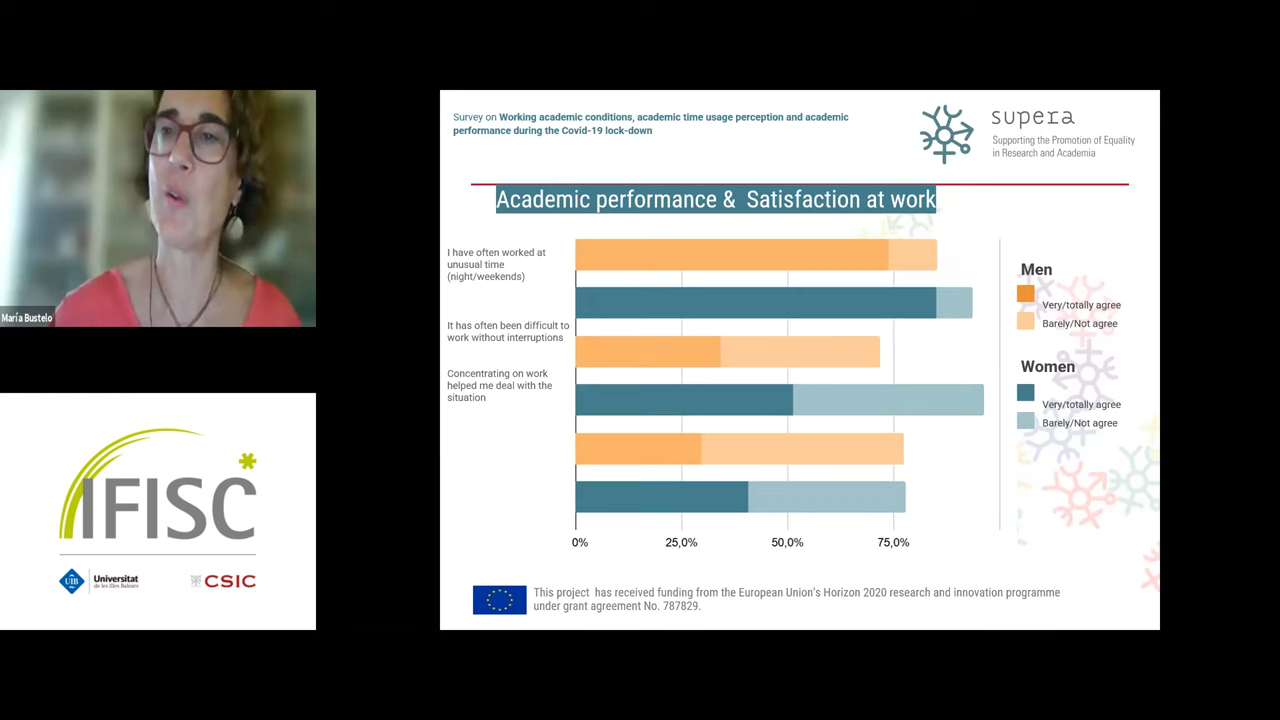 María Bustelo
IFISC
UIB
Universitat
de les Illes Balears
CSIC
Survey on Working academic conditions, academic time usage perception and academic
performance during the Covid-19 lock-down
supera
Supporting the Promotion of Equality
in Research and Academia
Academic performance & Satisfaction at work
I have often worked at
unusual time
(night/weekends)
It has often been difficult to
work without interruptions
Concentrating on work
helped me deal with the
situation
0%
25,0%
50,0%
75,0%
Men
Very/totally agree
Barely/Not agree
Women
Very/totally agree
Barely/Not agree
This project has received funding from the European Union's Horizon 2020 research and innovation programme
under grant agreement No. 787829.